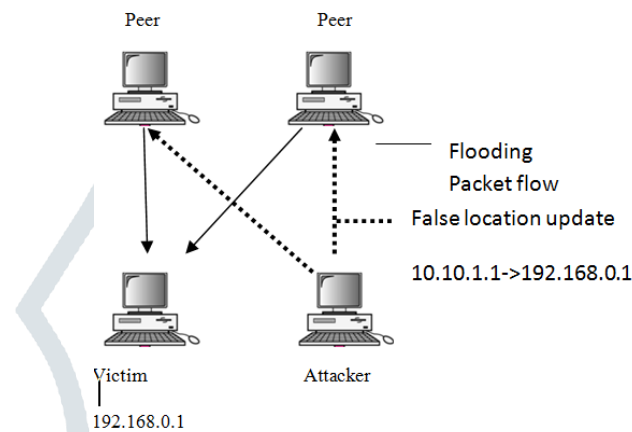 Peer
Peer
Flooding
Packet flow
False location update
10.10.1.1->192.168.0.1
Victim
Attacker
192.168.0.1